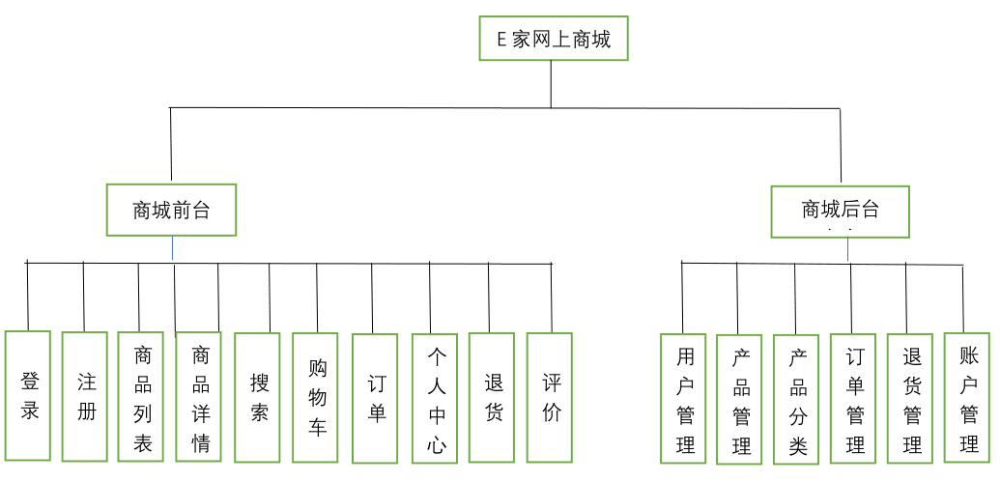 E 家网上商城
商城前台
商城后台
登录
注册
商品列表
商品详情
搜索
购物车
订单
个人中心
退货
评价
用户管理
产品管理
产品分类
订单管理
退货管理
账户管理